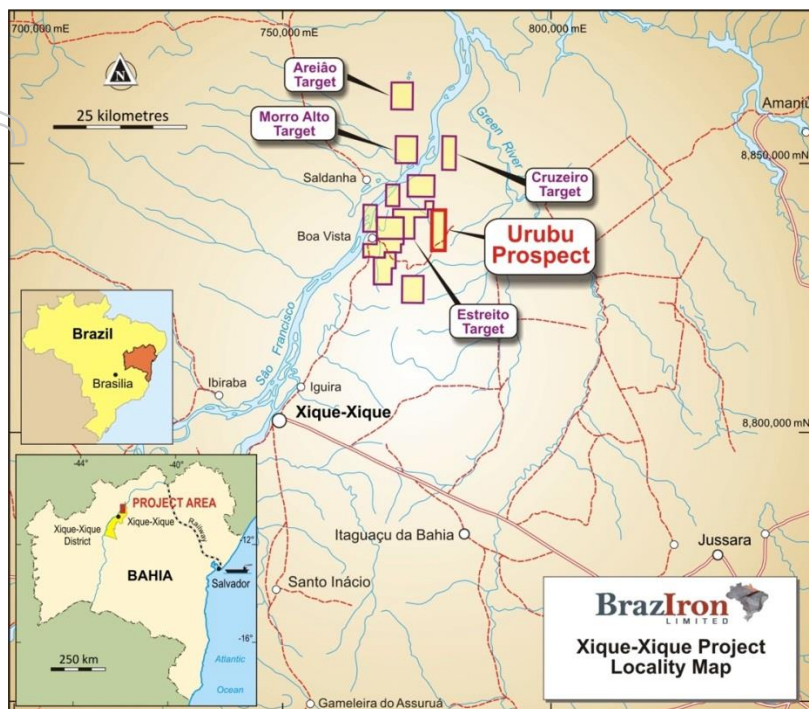 700,000 mE
750,000 mE
800,000 mE
N
25 kilometres
Areião
Target
Morro Alto
Target
Green River
Amaniú
8,850,000 mN
Saldanha
Cruzeiro
Target
Boa Vista
Urubu
Prospect
Estreito
Target
São Francisco
Brazil
Brasilia
Ibiraba
Iguira
Xique-Xique
8,800,000 mN
-44°
-40°
PROJECT AREA
Xique-Xique
District
Xique-Xique
Railway
-12°
BAHIA
Salvador
-16°
250 km
Atlantic
Ocean
Itaguaçu da Bahia
Jussara
Santo Inácio
Gameleira do Assuruá
BrazIron
LIMITED
Xique-Xique Project
Locality Map